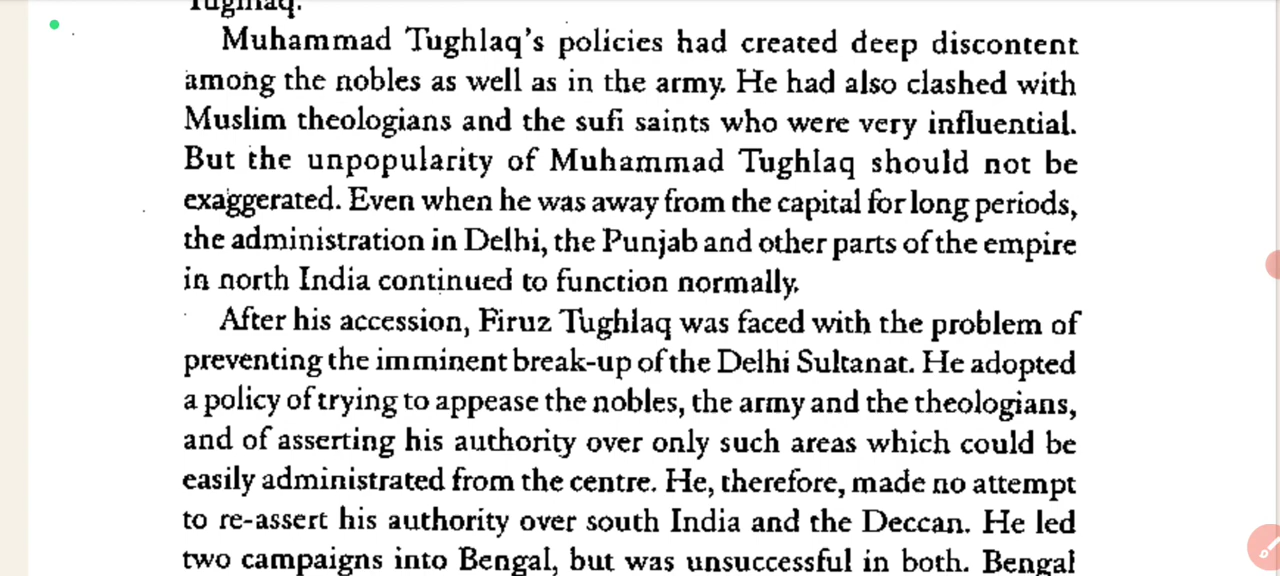 Tughlaq.
Muhammad Tughlaq's policies had created deep discontent
among the nobles as well as in the army. He had also clashed with
Muslim theologians and the sufi saints who were very influential.
But the unpopularity of Muhammad Tughlaq should not be
exaggerated. Even when he was away from the capital for long periods,
the administration in Delhi, the Punjab and other parts of the empire
in north India continued to function normally.
After his accession, Firuz Tughlaq was faced with the problem of
preventing the imminent break-up of the Delhi Sultanat. He adopted
a policy of trying to appease the nobles, the army and the theologians,
and of asserting his authority over only such areas which could be
easily administrated from the centre. He, therefore, made no attempt
to re-assert his authority over south India and the Deccan. He led
two campaigns into Bengal, but was unsuccessful in both. Bengal